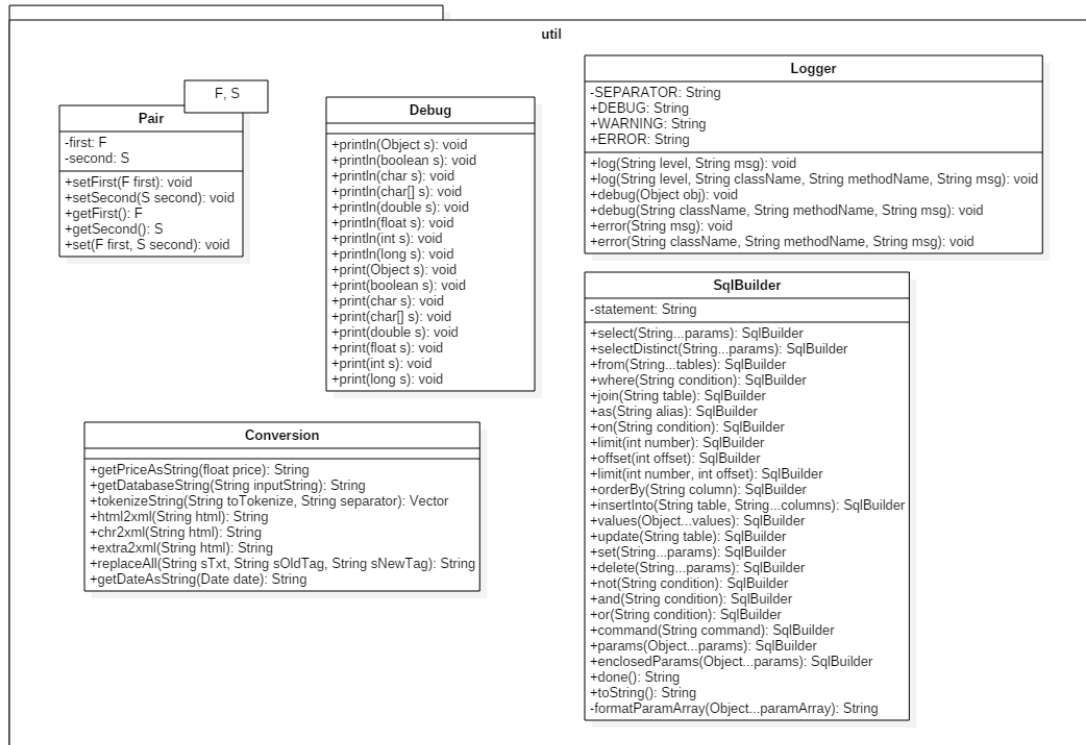 util
F, S
Pair
-first: F
-second: S
+setFirst(F first): void
+setSecond(S second): void
+getFirst(): F
+getSecond(): S
+set(F first, S second): void
Debug
+println(Object s): void
+println(boolean s): void
+println(char s): void
+println(char[] s): void
+println(double s): void
+println(float s): void
+println(int s): void
+println(long s): void
+print(Object s): void
+print(boolean s): void
+print(char s): void
+print(char[] s): void
+print(double s): void
+print(float s): void
+print(int s): void
+print(long s): void
Logger
-SEPARATOR: String
+DEBUG: String
+WARNING: String
+ERROR: String
+log(String level, String msg): void
+log(String level, String className, String methodName, String msg): void
+debug(Object obj): void
+debug(String className, String methodName, String msg): void
+error(String msg): void
+error(String className, String methodName, String msg): void
Conversion
+getPriceAsString(float price): String
+getDatabaseString(String inputString): String
+tokenizeString(String toTokenize, String separator): Vector
+html2xml(String html): String
+chr2xml(String html): String
+extra2xml(String html): String
+replaceAll(String sTxt, String sOldTag, String sNewTag): String
+getDateAsString(Date date): String
SqlBuilder
-statement: String
+select(String...params): SqlBuilder
+selectDistinct(String...params): SqlBuilder
+from(String...tables): SqlBuilder
+where(String condition): SqlBuilder
+join(String table): SqlBuilder
+as(String alias): SqlBuilder
+on(String condition): SqlBuilder
+limit(int number): SqlBuilder
+offset(int offset): SqlBuilder
+limit(int number, int offset): SqlBuilder
+orderBy(String column): SqlBuilder
+insertInto(String table, String...columns): SqlBuilder
+values(Object...values): SqlBuilder
+update(String table): SqlBuilder
+set(String...params): SqlBuilder
+delete(String...params): SqlBuilder
+not(String condition): SqlBuilder
+and(String condition): SqlBuilder
+or(String condition): SqlBuilder
+command(String command): SqlBuilder
+params(Object...params): SqlBuilder
+enclosedParams(Object...params): SqlBuilder
+done(): String
+toString(): String
-formatParamArray(Object...paramArray): String